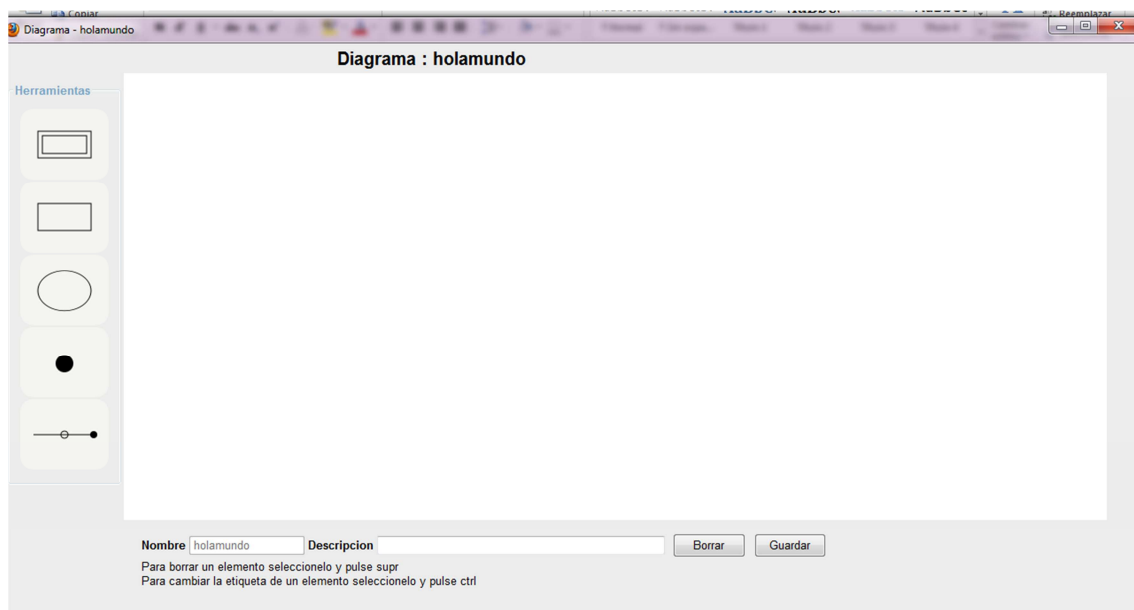 Copiar
Reemplazar
Diagrama - holamundo
Diagrama : holamundo
Herramientas
Nombre holamundo Descripcion Borrar Guardar
Para borrar un elemento seleccionelo y pulse supr
Para cambiar la etiqueta de un elemento seleccionelo y pulse ctrl